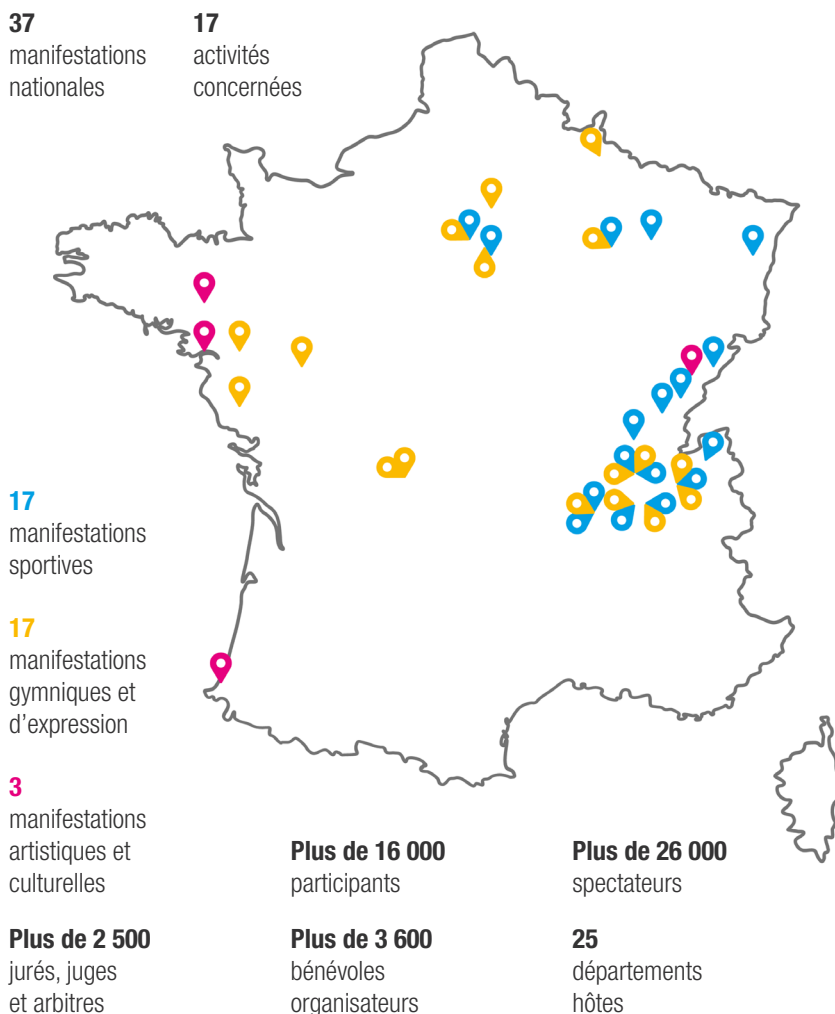 37
manifestations
nationales
17
activités
concernées
17
manifestations
sportives
17
manifestations
gymniques et
d'expression
3
manifestations
artistiques et
culturelles
Plus de 16 000
participants
Plus de 26 000
spectateurs
Plus de 2 500
jurés, juges
et arbitres
Plus de 3 600
bénévoles
organisateurs
25
départements
hôtes